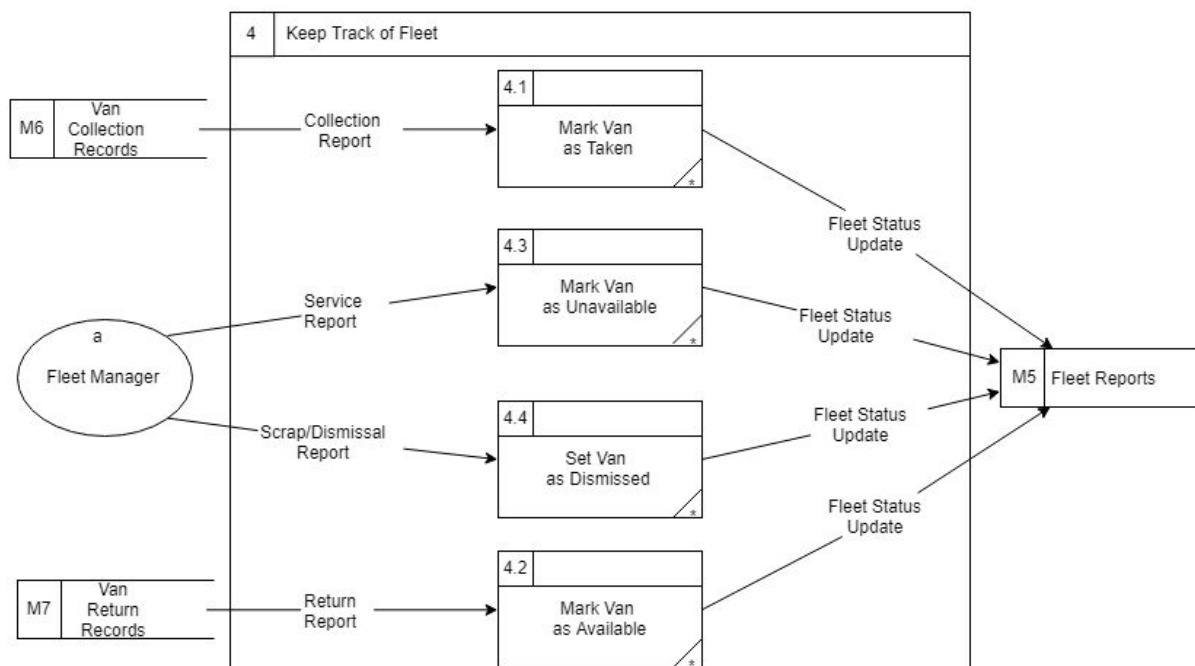 4
Keep Track of Fleet
4.1
Mark Van
as Taken
*
M6
Van
Collection
Records
Collection
Report
Fleet Status
Update
4.3
Mark Van
as Unavailable
*
Service
Report
Fleet Status
Update
a
Fleet Manager
M5
Fleet Reports
Scrap/Dismissal
Report
4.4
Set Van
as Dismissed
*
Fleet Status
Update
Fleet Status
Update
4.2
Mark Van
as Available
*
M7
Van
Return
Records
Return
Report